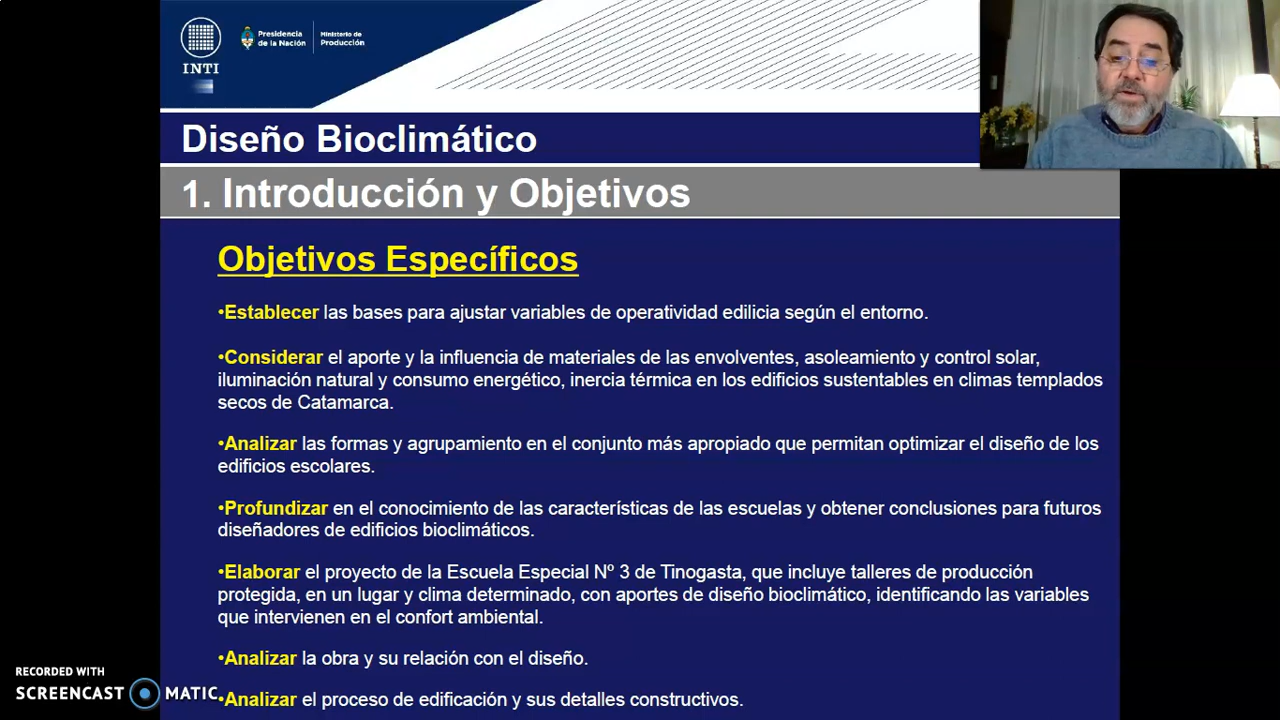 INTI
Presidencia
de la Nación
Ministerio de
Producción
Diseño Bioclimático
1. Introducción y Objetivos
Objetivos Específicos
•Establecer las bases para ajustar variables de operatividad edilicia según el entorno.
•Considerar el aporte y la influencia de materiales de las envolventes, asoleamiento y control solar,
iluminación natural y consumo energético, inercia térmica en los edificios sustentables en climas templados
secos de Catamarca.
•Analizar las formas y agrupamiento en el conjunto más apropiado que permitan optimizar el diseño de los
edificios escolares.
•Profundizar en el conocimiento de las características de las escuelas y obtener conclusiones para futuros
diseñadores de edificios bioclimáticos.
•Elaborar el proyecto de la Escuela Especial Nº 3 de Tinogasta, que incluye talleres de producción
protegida, en un lugar y clima determinado, con aportes de diseño bioclimático, identificando las variables
que intervienen en el confort ambiental.
•Analizar la obra y su relación con el diseño.
•Analizar el proceso de edificación y sus detalles constructivos.
RECORDED WITH
SCREENCAST MATIC